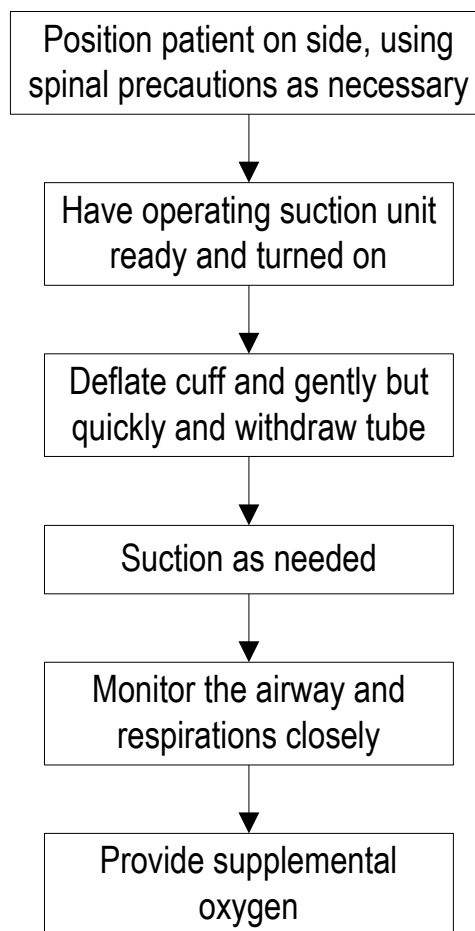 Position patient on side, using
spinal precautions as necessary
Have operating suction unit
ready and turned on
Deflate cuff and gently but
quickly and withdraw tube
Suction as needed
Monitor the airway and
respirations closely
Provide supplemental
oxygen